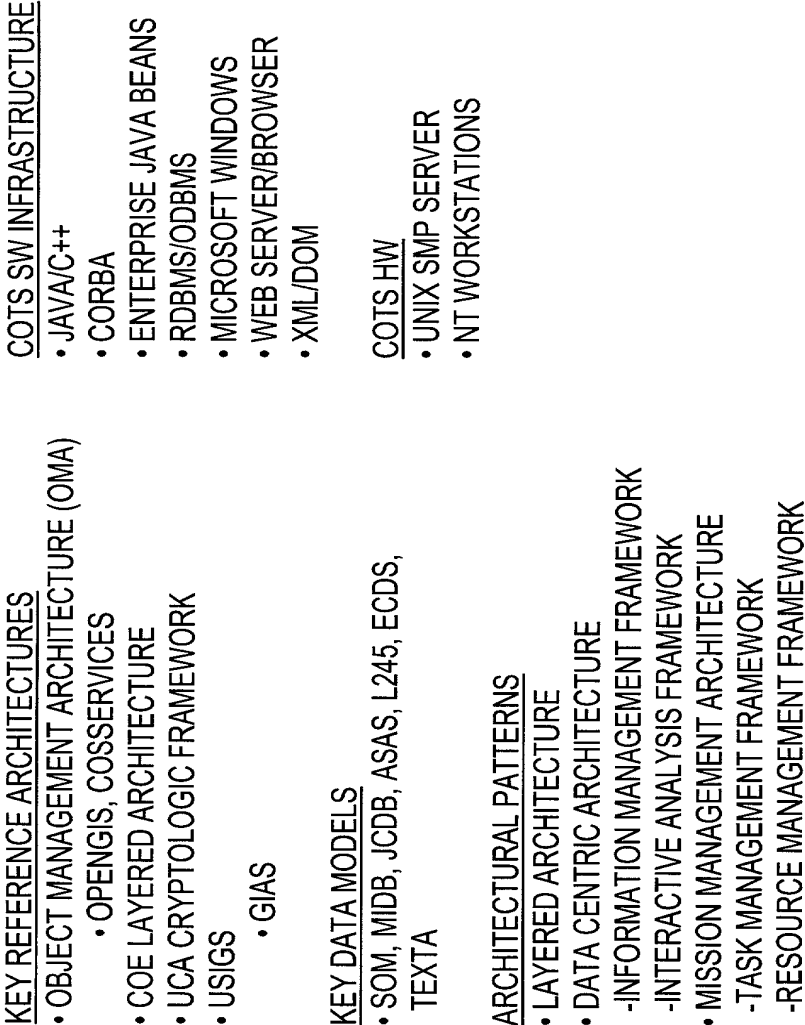 KEY REFERENCE ARCHITECTURES
• OBJECT MANAGEMENT ARCHITECTURE (OMA)
• OPENGIS, COSSERVICES
• COE LAYERED ARCHITECTURE
• UCA CRYPTOLOGIC FRAMEWORK
• USIGS
• GIAS
KEY DATA MODELS
• SOM, MIDB, JCDB, ASAS, L245, ECDS,
TEXTA
ARCHITECTURAL PATTERNS
• LAYERED ARCHITECTURE
• DATA CENTRIC ARCHITECTURE
-INFORMATION MANAGEMENT FRAMEWORK
-INTERACTIVE ANALYSIS FRAMEWORK
• MISSION MANAGEMENT ARCHITECTURE
-TASK MANAGEMENT FRAMEWORK
-RESOURCE MANAGEMENT FRAMEWORK
COTS SW INFRASTRUCTURE
• JAVA/C++
• CORBA
• ENTERPRISE JAVA BEANS
• RDBMS/ODBMS
• MICROSOFT WINDOWS
• WEB SERVER/BROWSER
• XML/DOM
COTS HW
• UNIX SMP SERVER
• NT WORKSTATIONS